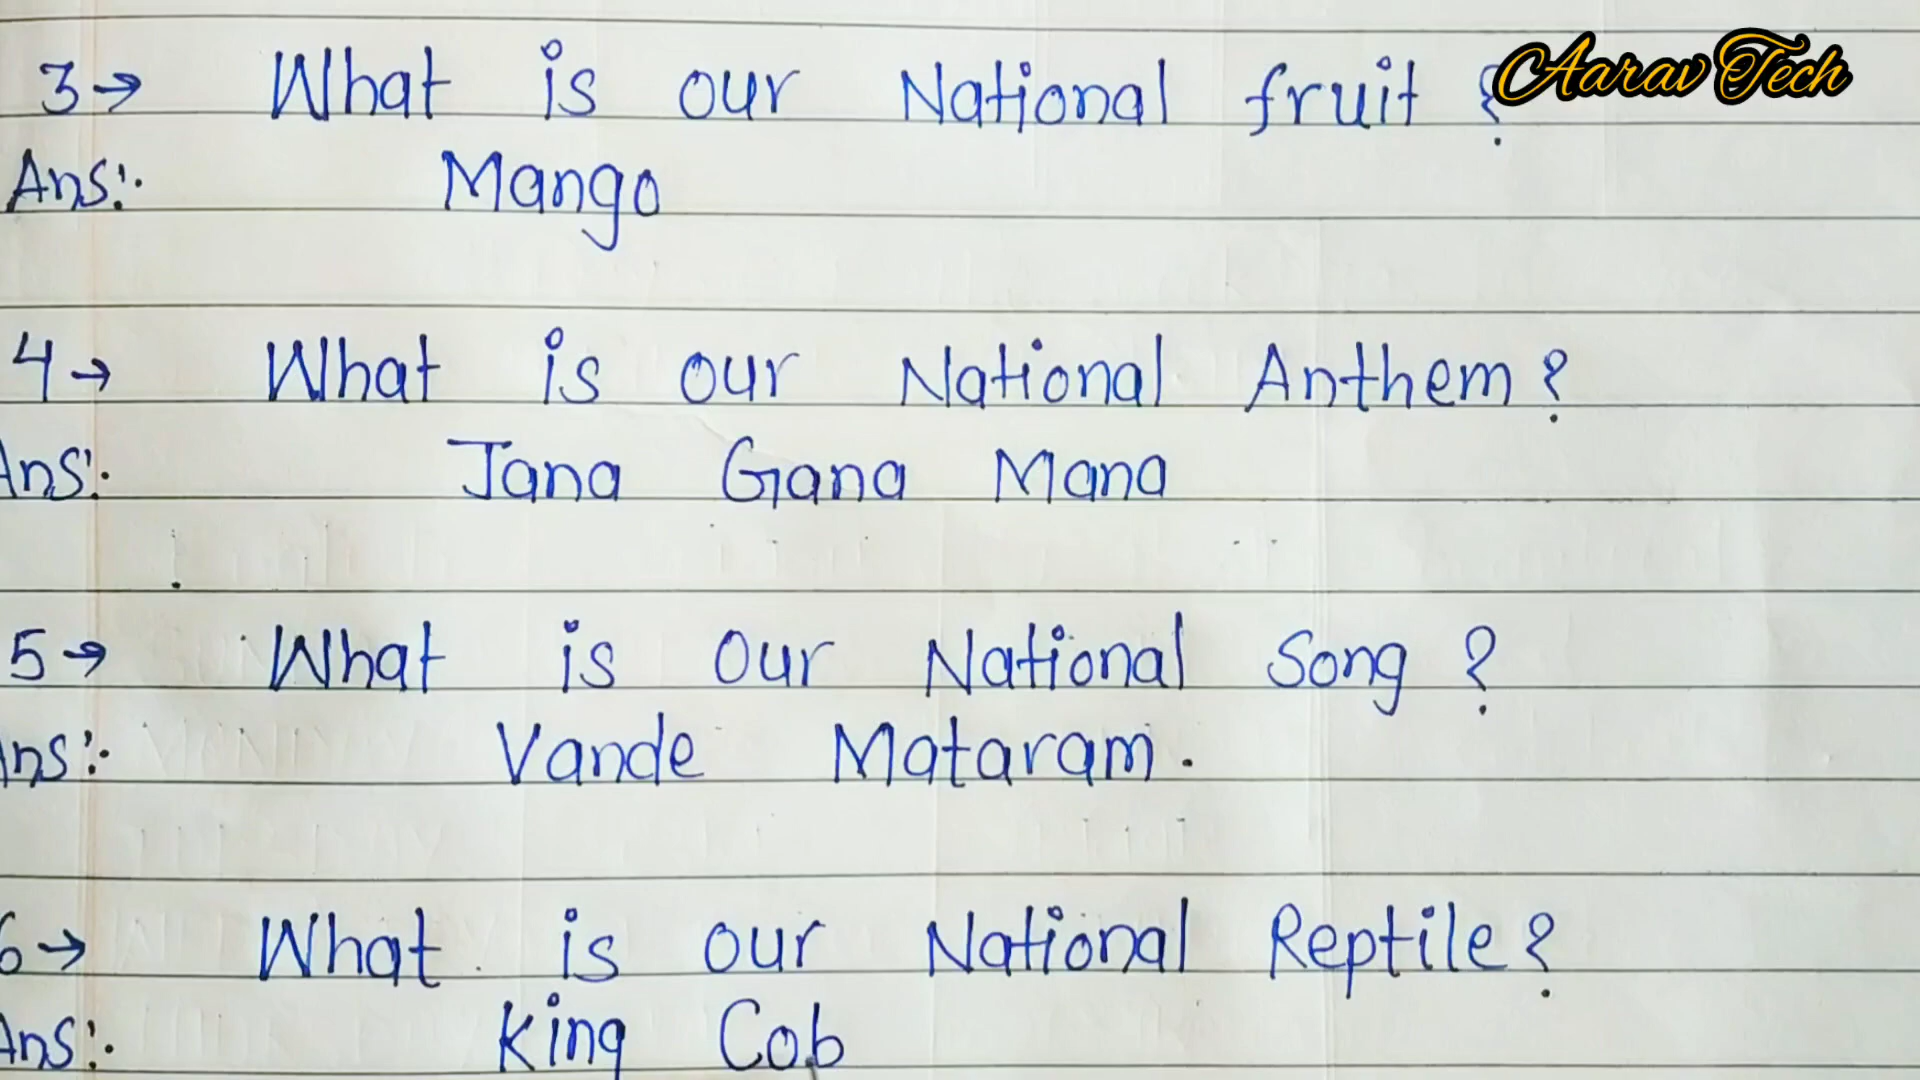 3→ What is our National fruit ? Aarav Tech
Ans:- Mango
4→ What is our National Anthem?
Ans:- Jana Gana Mana
5→ What is our National Song ?
Ans:- Vande Mataram.
6→ What is our National Reptile?
Ans:- King Cob